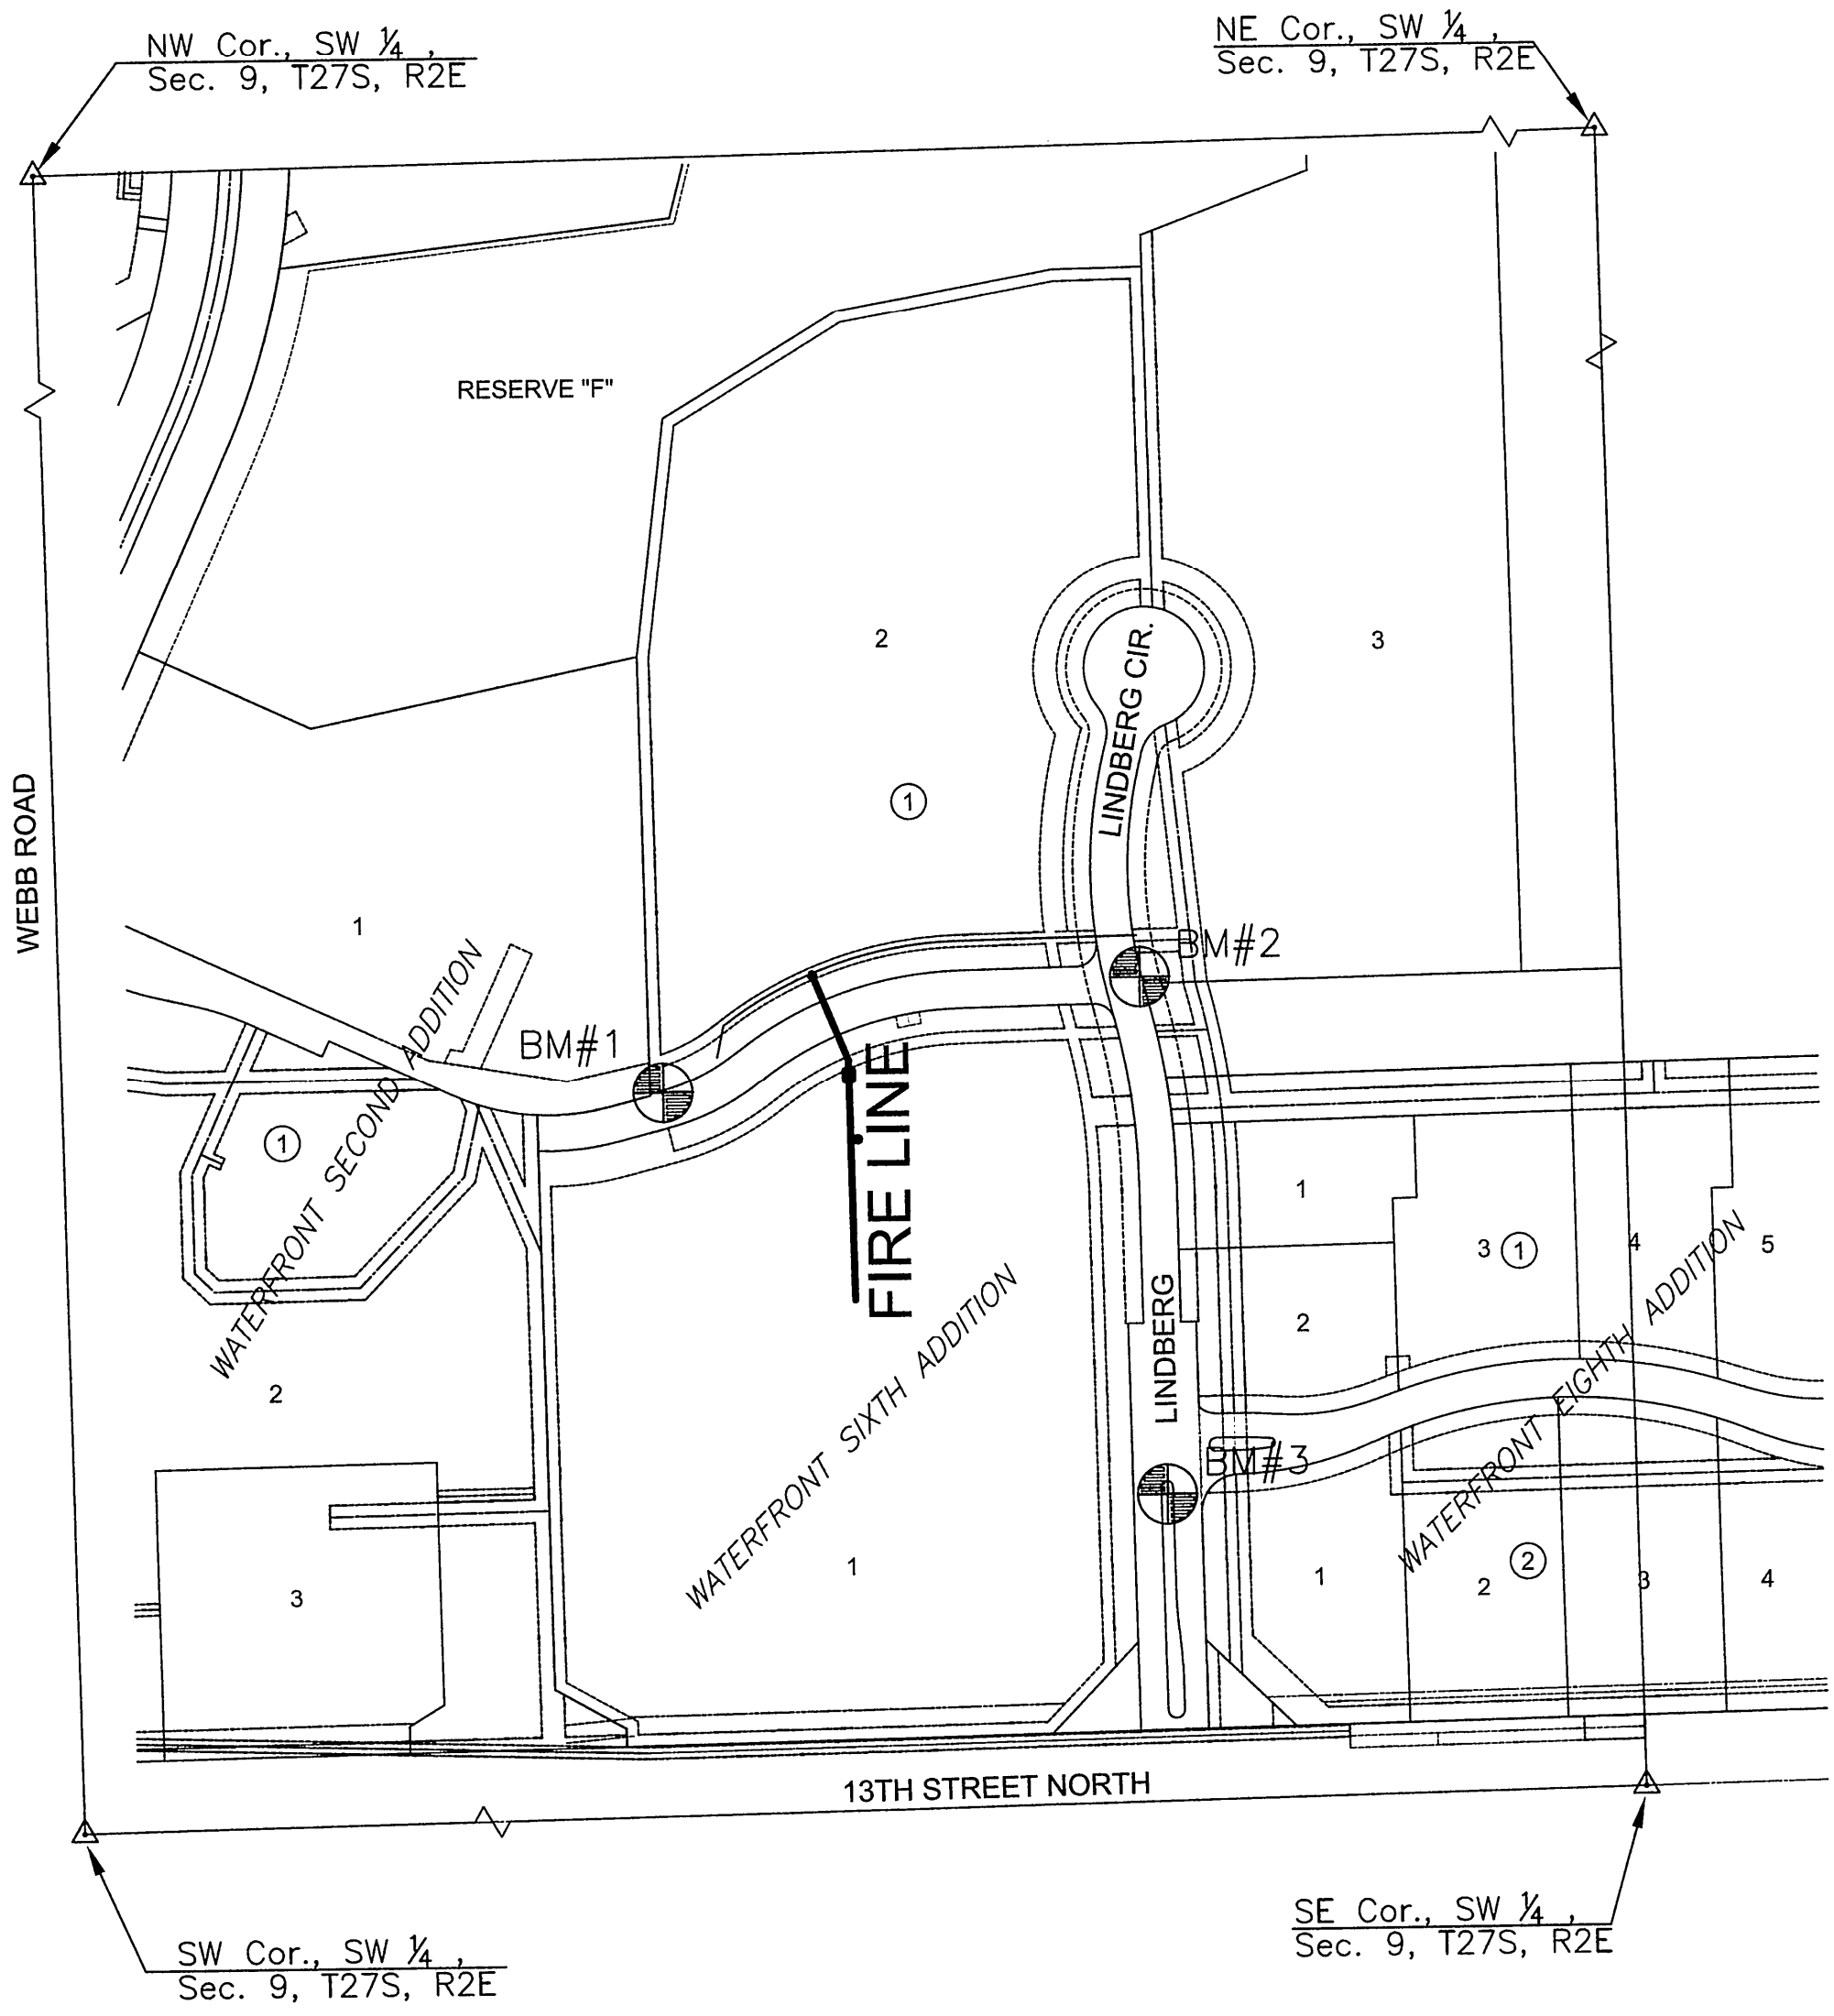 NW Cor., SW ¼ ,
Sec. 9, T27S, R2E
NE Cor., SW ¼ ,
Sec. 9, T27S, R2E
RESERVE "F"
2
3
LINDBERG CIR.
1
WEBB ROAD
1
BM#2
BM#1
FIRE LINE
WATERFRONT SECOND ADDITION
1
1
3
1
4
5
2
2
LINDBERG
WATERFRONT SIXTH ADDITION
WATERFRONT EIGHTH ADDITION
BM#3
1
3
1
2
2
3
4
13TH STREET NORTH
SW Cor., SW ¼ ,
Sec. 9, T27S, R2E
SE Cor., SW ¼ ,
Sec. 9, T27S, R2E